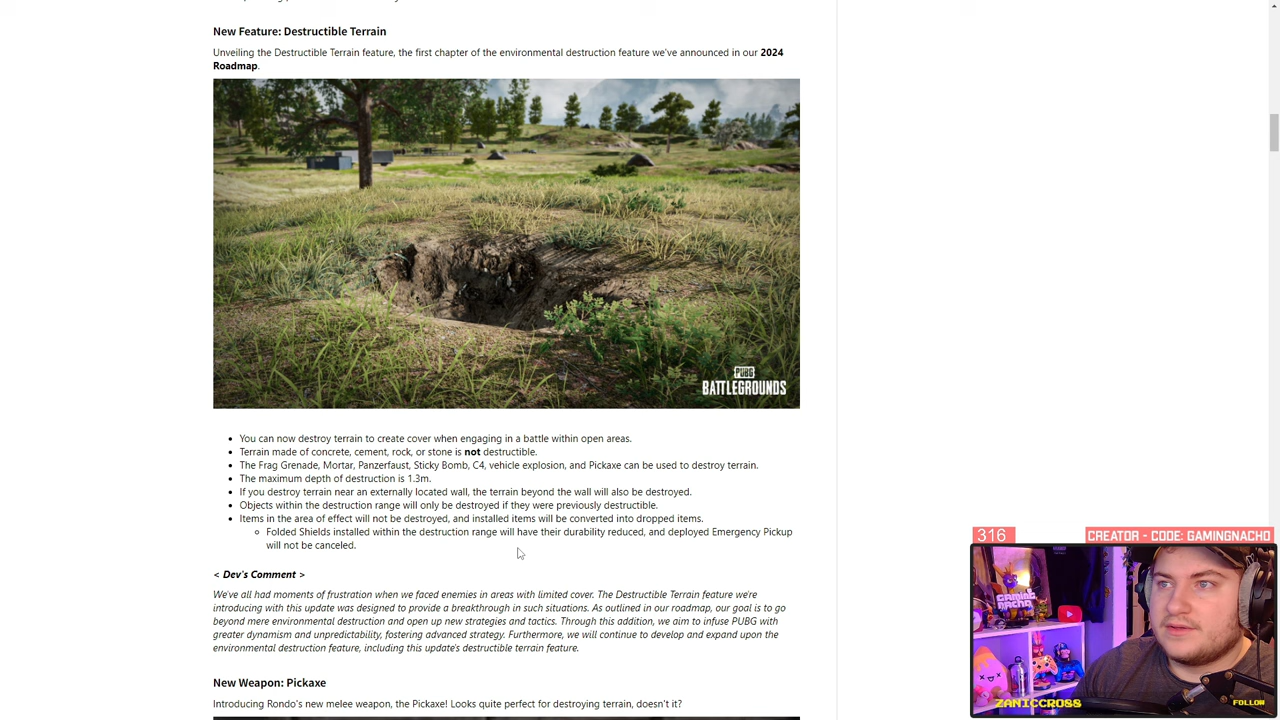 New Feature: Destructible Terrain
Unveiling the Destructible Terrain feature, the first chapter of the environmental destruction feature we've announced in our 2024
Roadmap.
PUBG
BATTLEGROUNDS
You can now destroy terrain to create cover when engaging in a battle within open areas.
Terrain made of concrete, cement, rock, or stone is not destructible.
The Frag Grenade, Mortar, Panzerfaust, Sticky Bomb, C4, vehicle explosion, and Pickaxe can be used to destroy terrain.
The maximum depth of destruction is 1.3m.
If you destroy terrain near an externally located wall, the terrain beyond the wall will also be destroyed.
Objects within the destruction range will only be destroyed if they were previously destructible.
Items in the area of effect will not be destroyed, and installed items will be converted into dropped items.
Folded Shields installed within the destruction range will have their durability reduced, and deployed Emergency Pickup
will not be canceled.
< Dev's Comment >
We've all had moments of frustration when we faced enemies in areas with limited cover. The Destructible Terrain feature we're
introducing with this update was designed to provide a breakthrough in such situations. As outlined in our roadmap, our goal is to go
beyond mere environmental destruction and open up new strategies and tactics. Through this addition, we aim to infuse PUBG with
greater dynamism and unpredictability, fostering advanced strategy. Furthermore, we will continue to develop and expand upon the
environmental destruction feature, including this update's destructible terrain feature.
New Weapon: Pickaxe
Introducing Rondo's new melee weapon, the Pickaxe! Looks quite perfect for destroying terrain, doesn't it?
316
CREATOR - CODE: GAMINGNACHO
GAMING
NACHO
ZANICCROSS
FOLLOW